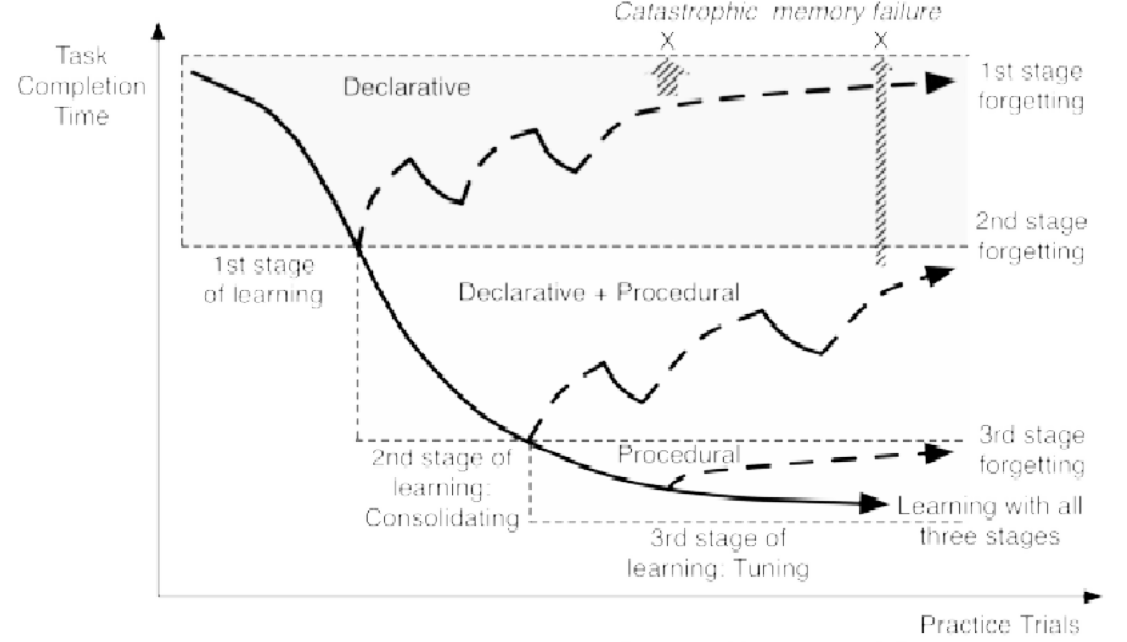 Catastrophic memory failure
X
X
Task
Completion
Time
Declarative
1st stage
forgetting
2nd stage
forgetting
1st stage
of learning
Declarative + Procedural
3rd stage
forgetting
2nd stage of
learning:
Consolidating
Procedural
Learning with all
three stages
3rd stage of
learning: Tuning
Practice Trials